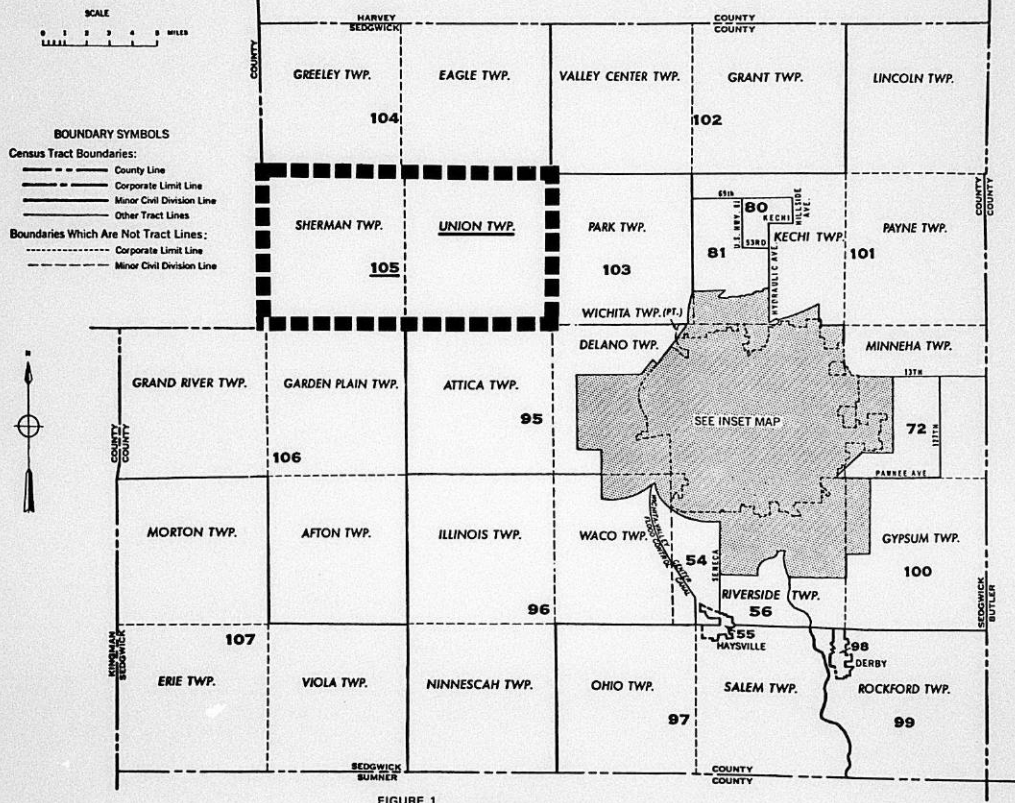 SCALE
0 1 2 3 4 5 MILES
HARVEY
SEDGWICK
COUNTY
COUNTY
COUNTY
GREELEY TWP.
EAGLE TWP.
VALLEY CENTER TWP.
GRANT TWP.
LINCOLN TWP.
104
102
BOUNDARY SYMBOLS
Census Tract Boundaries:
County Line
Corporate Limit Line
Minor Civil Division Line
Other Tract Lines
Boundaries Which Are Not Tract Lines:
Corporate Limit Line
Minor Civil Division Line
COUNTY
COUNTY
SHERMAN TWP.
UNION TWP.
105
PARK TWP.
103
69th
80
KECHI
HILLSIDE AVE.
U.S. HWY. 81
53RD
81
KECHI TWP.
HYDRAULIC AVE.
PAYNE TWP.
101
WICHITA TWP. (PT.)
DELANO TWP.
MINNEHA TWP.
13TH
N
GRAND RIVER TWP.
GARDEN PLAIN TWP.
ATTICA TWP.
95
SEE INSET MAP
72
127TH
PAWNEE AVE.
COUNTY
COUNTY
106
MORTON TWP.
AFTON TWP.
ILLINOIS TWP.
WACO TWP.
WICHITA-VALLEY CENTER
FLOOD CONTROL CANAL
54
SENECA
GYPSUM TWP.
100
96
RIVERSIDE TWP.
56
SEDGWICK
BUTLER
107
55
HAYSVILLE
98
DERBY
KINGMAN
SEDGWICK
ERIE TWP.
VIOLA TWP.
NINNESCAH TWP.
OHIO TWP.
SALEM TWP.
ROCKFORD TWP.
97
99
SEDGWICK
SUMNER
COUNTY
COUNTY
FIGURE 1